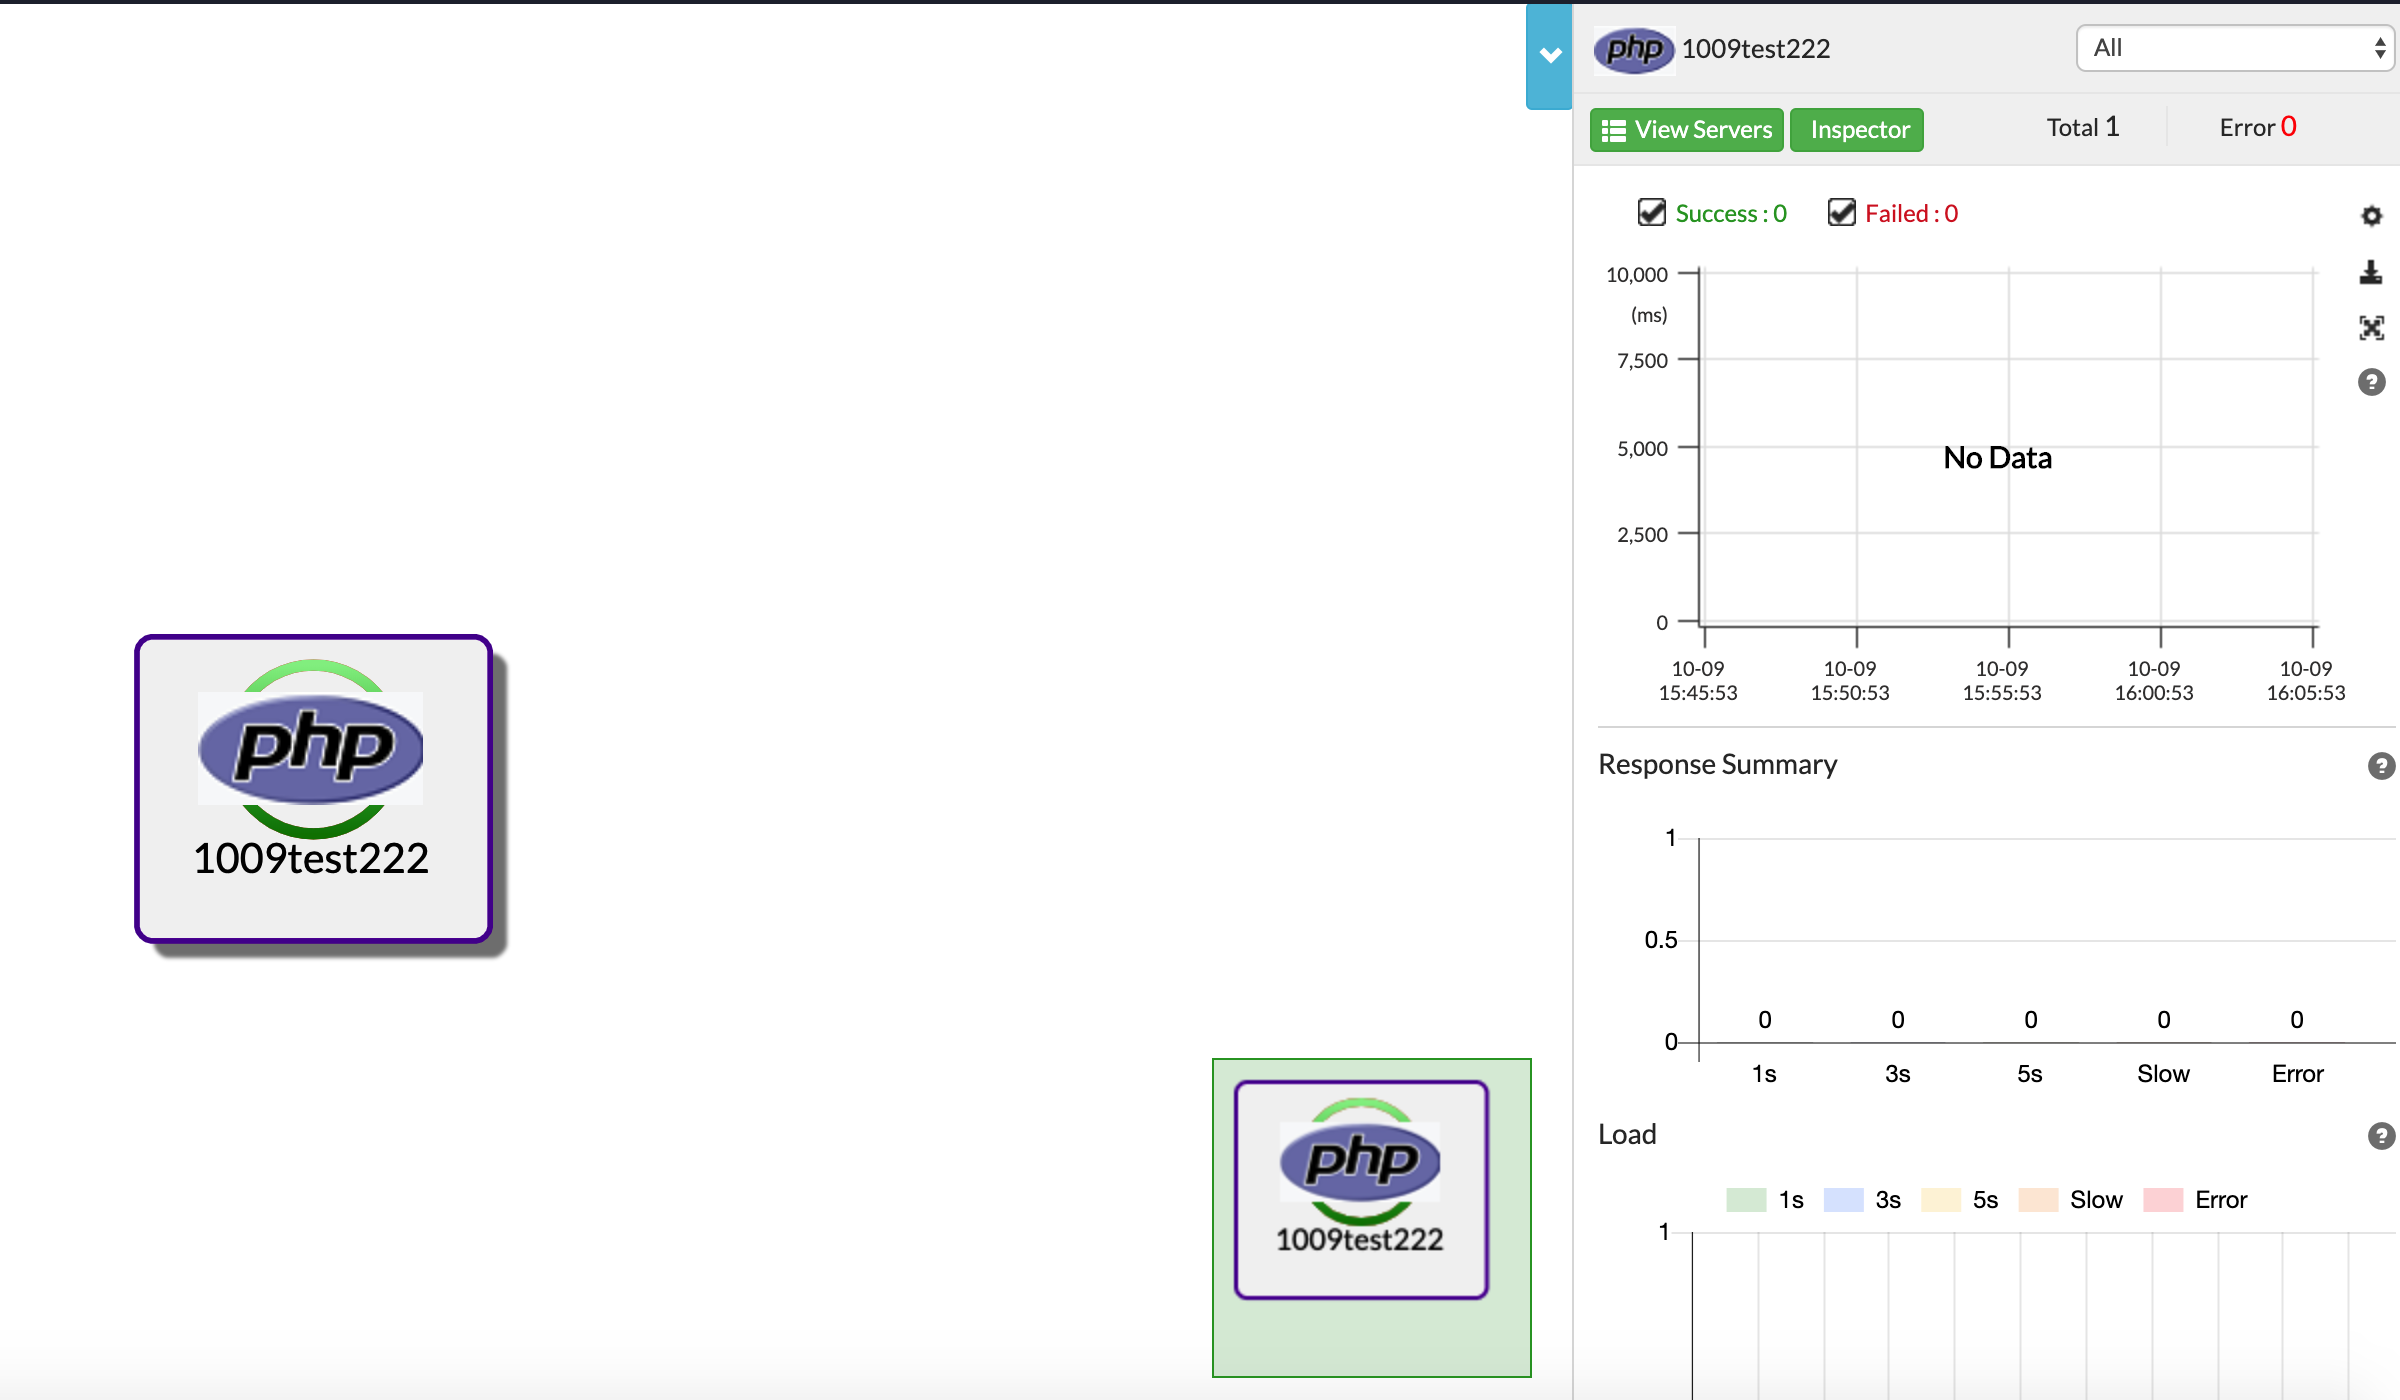 php 1009test222 All
View Servers Inspector Total 1 Error 0
Success : 0 Failed : 0
10,000
(ms)
7,500
5,000
No Data
2,500
0
10-09 10-09 10-09 10-09 10-09
15:45:53 15:50:53 15:55:53 16:00:53 16:05:53
php
1009test222
Response Summary
1
0.5
0 0 0 0 0
0
1s 3s 5s Slow Error
php
1009test222
Load
1s 3s 5s Slow Error
1